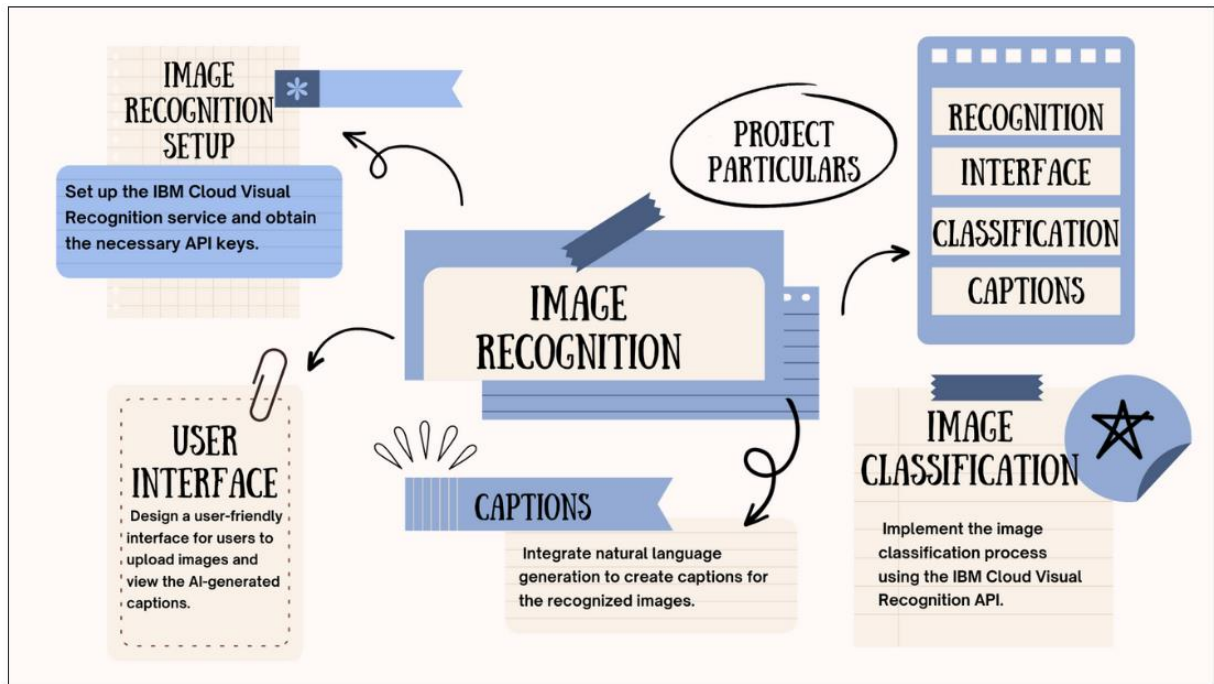 IMAGE
RECOGNITION
SETUP
Set up the IBM Cloud Visual
Recognition service and obtain
the necessary API keys.
PROJECT
PARTICULARS
RECOGNITION
INTERFACE
CLASSIFICATION
CAPTIONS
IMAGE
RECOGNITION
USER
INTERFACE
Design a user-friendly
interface for users to
upload images and
view the AI-generated
captions.
CAPTIONS
Integrate natural language
generation to create captions for
the recognized images.
IMAGE
CLASSIFICATION
Implement the image
classification process
using the IBM Cloud Visual
Recognition API.